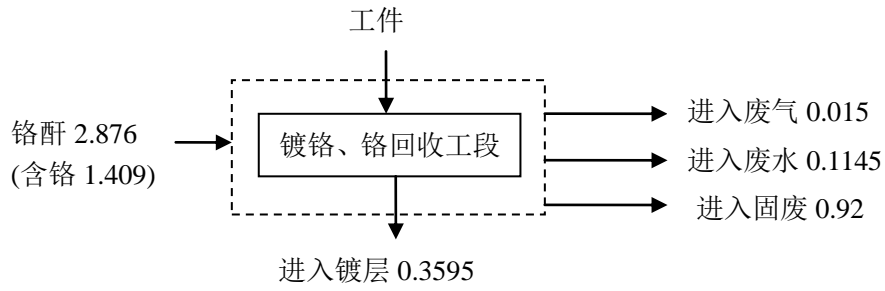 工件
铬酐 2.876
(含铬 1.409)
镀铬、铬回收工段
进入废气 0.015
进入废水 0.1145
进入固废 0.92
进入镀层 0.3595